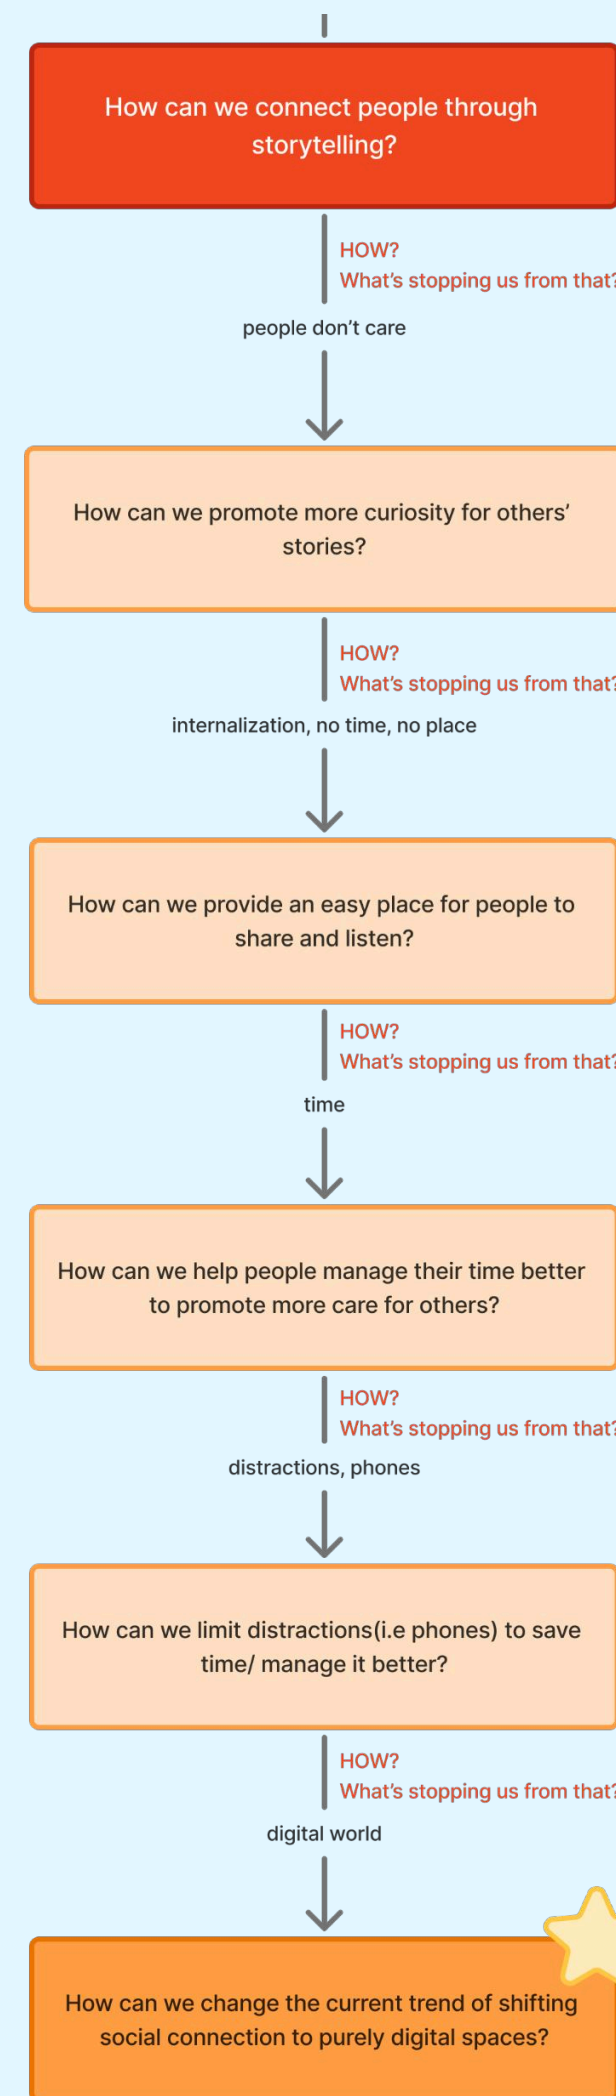 How can we connect people through
storytelling?
HOW?
What's stopping us from that?
people don't care
How can we promote more curiosity for others'
stories?
HOW?
What's stopping us from that?
internalization, no time, no place
How can we provide an easy place for people to
share and listen?
HOW?
What's stopping us from that?
time
How can we help people manage their time better
to promote more care for others?
HOW?
What's stopping us from that?
distractions, phones
How can we limit distractions(i.e phones) to save
time/ manage it better?
HOW?
What's stopping us from that?
digital world
How can we change the current trend of shifting
social connection to purely digital spaces?